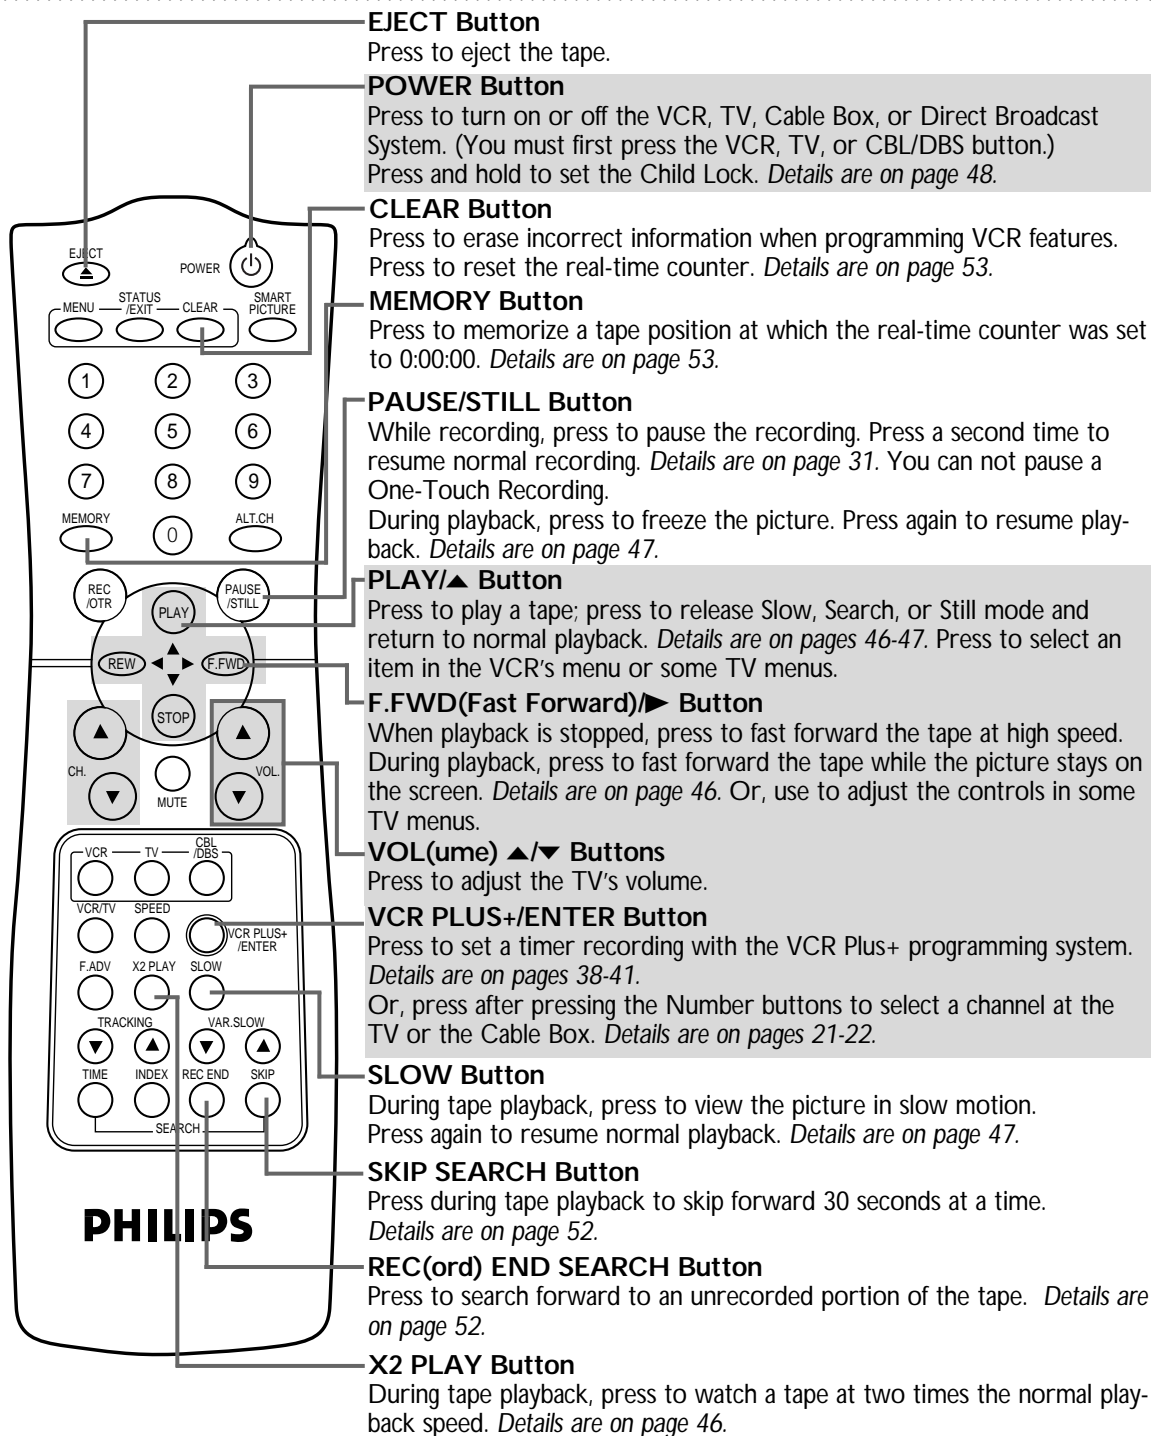 EJECT Button
Press to eject the tape.
POWER Button
Press to turn on or off the VCR, TV, Cable Box, or Direct Broadcast
System. (You must first press the VCR, TV, or CBL/DBS button.)
Press and hold to set the Child Lock. Details are on page 48.
CLEAR Button
Press to erase incorrect information when programming VCR features.
Press to reset the real-time counter. Details are on page 53.
MEMORY Button
Press to memorize a tape position at which the real-time counter was set
to 0:00:00. Details are on page 53.
PAUSE/STILL Button
While recording, press to pause the recording. Press a second time to
resume normal recording. Details are on page 31. You can not pause a
One-Touch Recording.
During playback, press to freeze the picture. Press again to resume play-
back. Details are on page 47.
PLAY/▲ Button
Press to play a tape; press to release Slow, Search, or Still mode and
return to normal playback. Details are on pages 46-47. Press to select an
item in the VCR's menu or some TV menus.
F.FWD(Fast Forward)/▶ Button
When playback is stopped, press to fast forward the tape at high speed.
During playback, press to fast forward the tape while the picture stays on
the screen. Details are on page 46. Or, use to adjust the controls in some
TV menus.
VOL(ume) ▲/▼ Buttons
Press to adjust the TV's volume.
VCR PLUS+/ENTER Button
Press to set a timer recording with the VCR Plus+ programming system.
Details are on pages 38-41.
Or, press after pressing the Number buttons to select a channel at the
TV or the Cable Box. Details are on pages 21-22.
SLOW Button
During tape playback, press to view the picture in slow motion.
Press again to resume normal playback. Details are on page 47.
SKIP SEARCH Button
Press during tape playback to skip forward 30 seconds at a time.
Details are on page 52.
REC(ord) END SEARCH Button
Press to search forward to an unrecorded portion of the tape. Details are
on page 52.
X2 PLAY Button
During tape playback, press to watch a tape at two times the normal play-
back speed. Details are on page 46.
EJECT
POWER
MENU STATUS /EXIT CLEAR SMART PICTURE
1 2 3
4 5 6
7 8 9
MEMORY 0 ALT.CH
REC /OTR PLAY PAUSE /STILL
REW F.FWD
STOP
CH. MUTE VOL.
VCR TV CBL /DBS
VCR/TV SPEED VCR PLUS+ /ENTER
F.ADV X2 PLAY SLOW
TRACKING VAR.SLOW
TIME INDEX REC END SKIP
SEARCH
PHILIPS